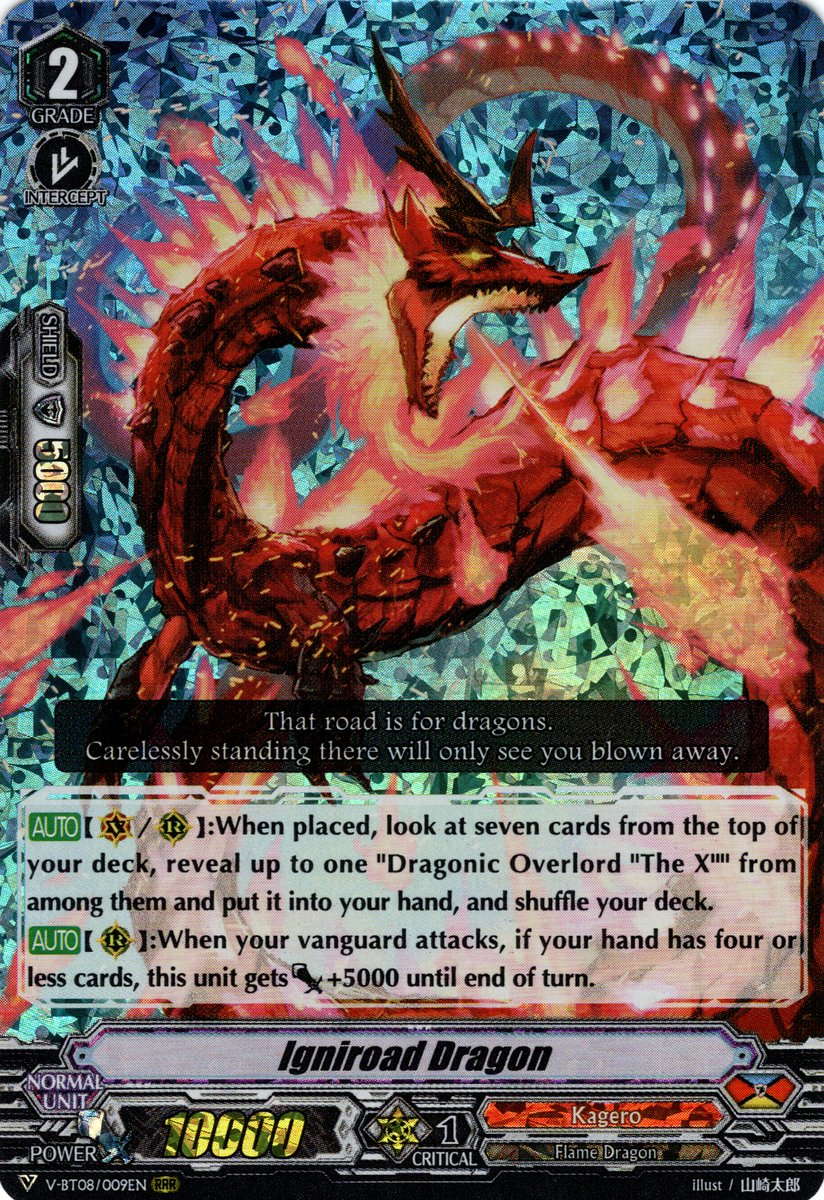 2
GRADE
INTERCEPT
SHIELD
5000
That road is for dragons.
Carelessly standing there will only see you blown away.
AUTO【V/R】:When placed, look at seven cards from the top of
your deck, reveal up to one "Dragonic Overlord "The X"" from
among them and put it into your hand, and shuffle your deck.
AUTO【R】:When your vanguard attacks, if your hand has four or
less cards, this unit gets +5000 until end of turn.
Igniroad Dragon
NORMAL
UNIT
POWER
10000
1
CRITICAL
Kagero
Flame Dragon
V-BT08/009EN RRR
illust / 山崎太郎